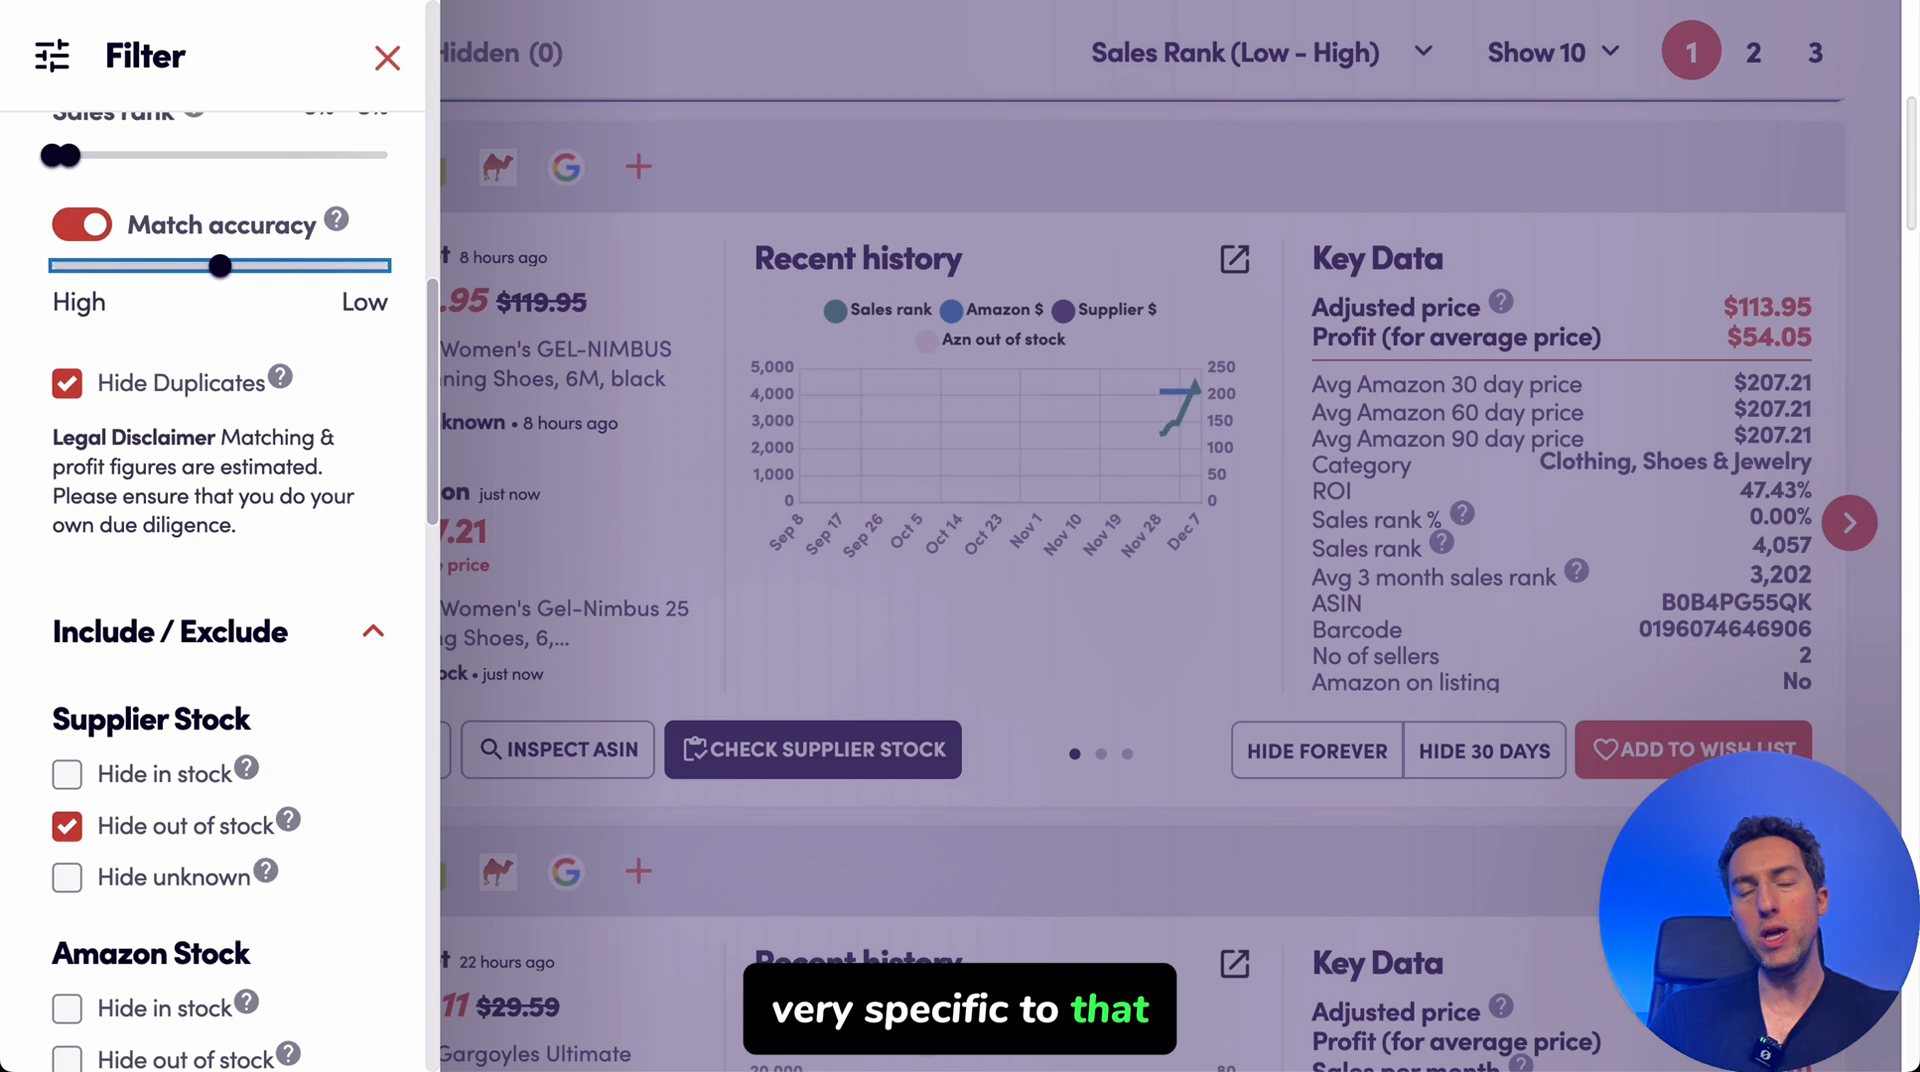 Filter
Hidden (0)
Sales Rank (Low - High)
Show 10
1
2
3
Sales rank
Match accuracy
High
Low
Hide Duplicates
Legal Disclaimer Matching &
profit figures are estimated.
Please ensure that you do your
own due diligence.
Include / Exclude
Supplier Stock
Hide in stock
Hide out of stock
Hide unknown
Amazon Stock
Hide in stock
Hide out of stock
8 hours ago
.95 $119.95
Women's GEL-NIMBUS
ning Shoes, 6M, black
known • 8 hours ago
on just now
7.21
price
Women's Gel-Nimbus 25
ng Shoes, 6,...
ock • just now
Recent history
Sales rank
Amazon $
Supplier $
Azn out of stock
5,000
4,000
3,000
2,000
1,000
0
250
200
150
100
50
0
Sep 8
Sep 17
Sep 26
Oct 5
Oct 14
Oct 23
Nov 1
Nov 10
Nov 19
Nov 28
Dec 7
Key Data
Adjusted price $113.95
Profit (for average price) $54.05
Avg Amazon 30 day price $207.21
Avg Amazon 60 day price $207.21
Avg Amazon 90 day price $207.21
Category Clothing, Shoes & Jewelry
ROI 47.43%
Sales rank % 0.00%
Sales rank 4,057
Avg 3 month sales rank 3,202
ASIN B0B4PG55QK
Barcode 0196074646906
No of sellers 2
Amazon on listing No
INSPECT ASIN
CHECK SUPPLIER STOCK
HIDE FOREVER
HIDE 30 DAYS
ADD TO WISH LIST
22 hours ago
11 $29.59
Gargoyles Ultimate
Recent history
20,000
80
Key Data
Adjusted price
Profit (for average price)
Sales per month
very specific to that